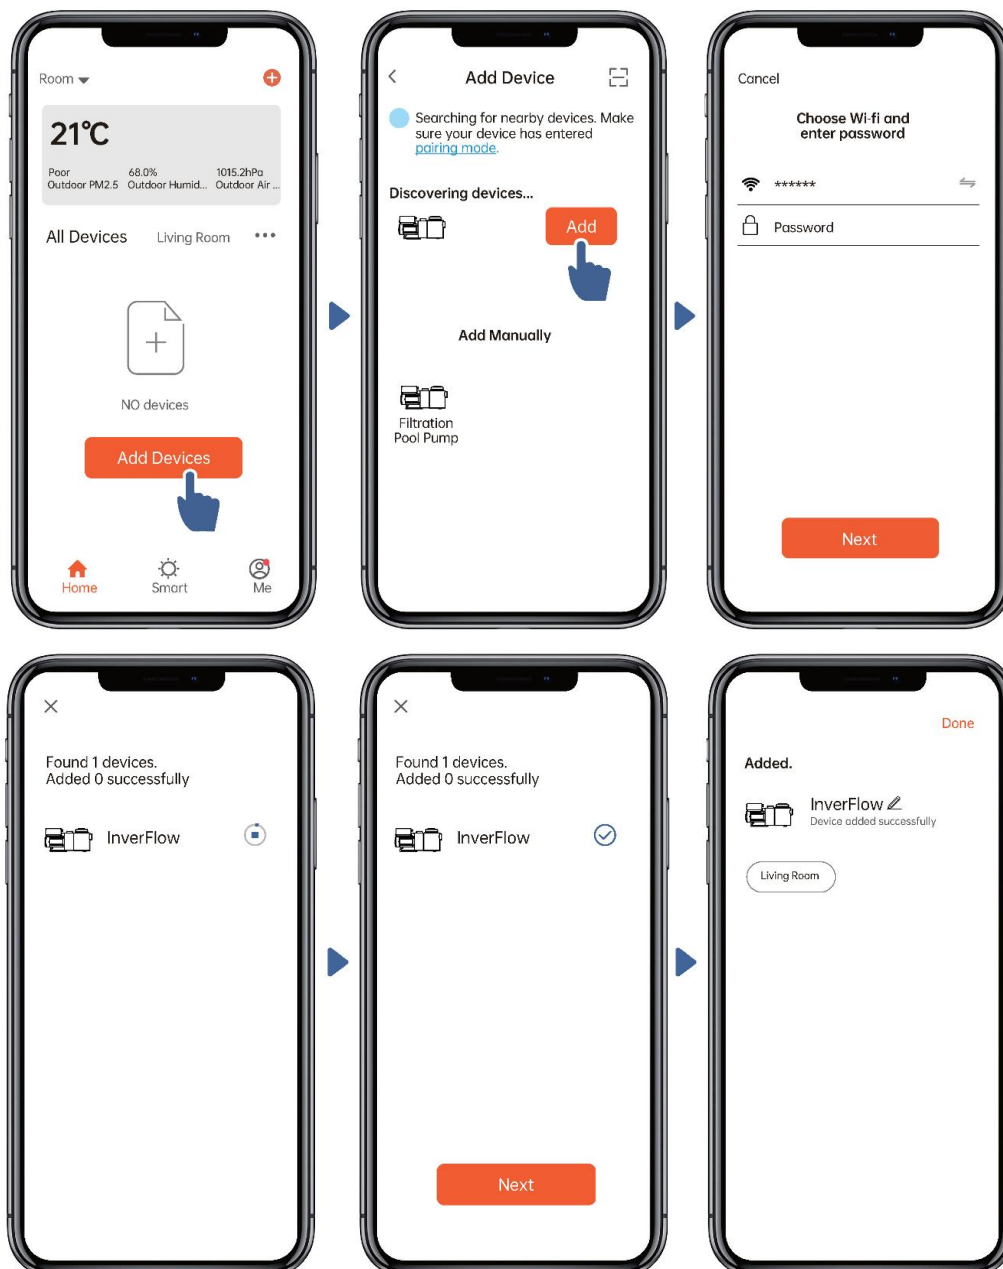 Room
21℃
Poor
Outdoor PM2.5
68.0%
Outdoor Humid...
1015.2hPa
Outdoor Air ...
All Devices
Living Room
NO devices
Add Devices
Home
Smart
Me
Add Device
Searching for nearby devices. Make
sure your device has entered
pairing mode.
Discovering devices...
Add
Add Manually
Filtration
Pool Pump
Cancel
Choose Wi-fi and
enter password
******
Password
Next
Found 1 devices.
Added 0 successfully
InverFlow
Found 1 devices.
Added 0 successfully
InverFlow
Next
Done
Added.
InverFlow
Device added successfully
Living Room